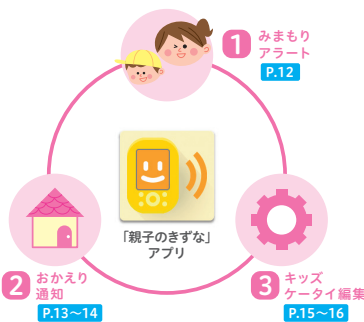 1
みまもり
アラート
P.12
「親子のきずな」
アプリ
2
おかえり
通知
P.13～14
3
キッズ
ケータイ編集
P.15～16